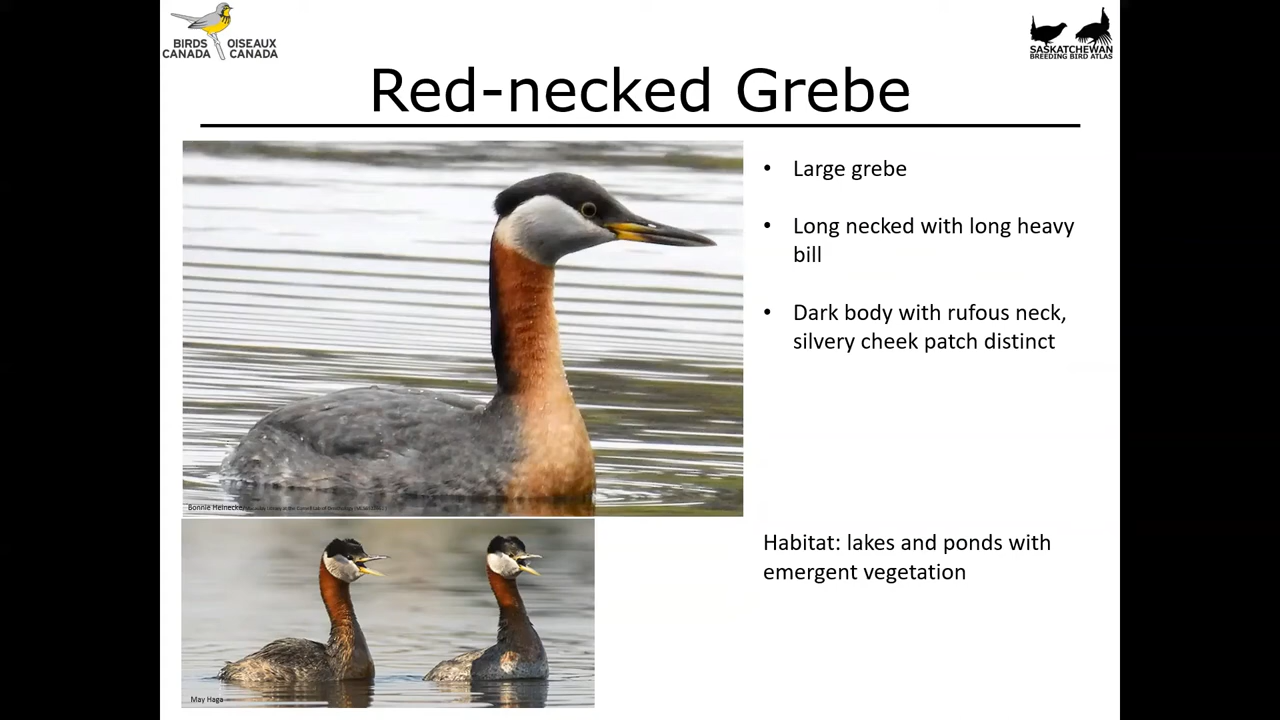 BIRDS CANADA
OISEAUX CANADA
SASKATCHEWAN
BREEDING BIRD ATLAS
Red-necked Grebe
• Large grebe
• Long necked with long heavy
bill
• Dark body with rufous neck,
silvery cheek patch distinct
Bonnie Heinecke
Habitat: lakes and ponds with
emergent vegetation
May Haga